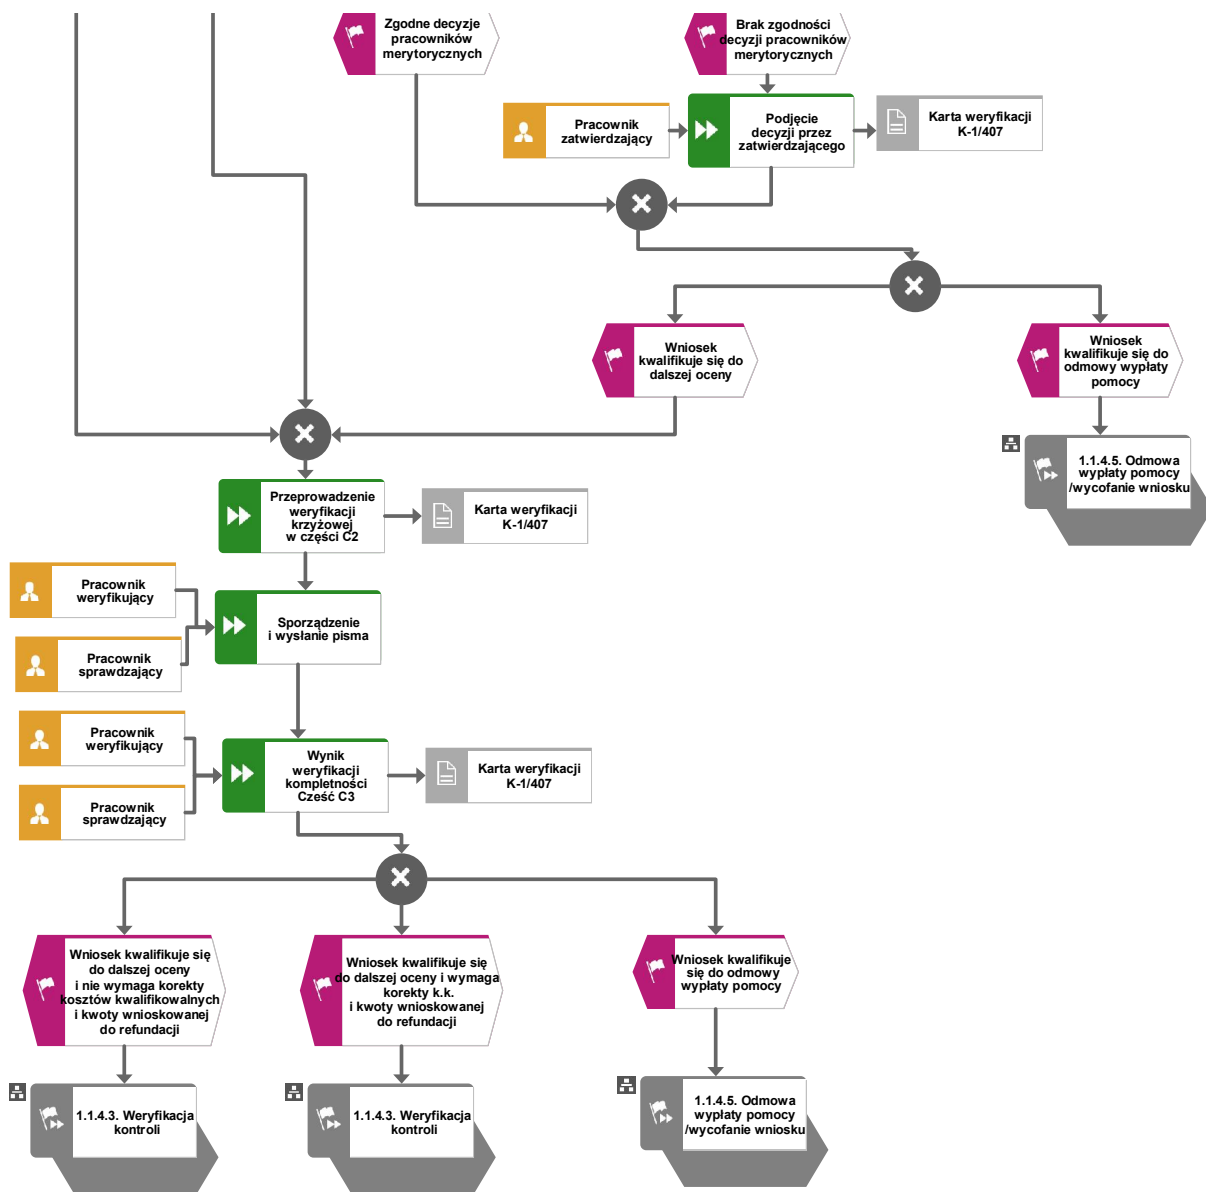 Zgodne decyzje
pracowników
merytorycznych
Brak zgodności
decyzji pracowników
merytorycznych
Pracownik
zatwierdzający
Podjęcie
decyzji przez
zatwierdzającego
Karta weryfikacji
K-1/407
Wniosek
kwalifikuje się do
dalszej oceny
Wniosek
kwalifikuje się do
odmowy wypłaty
pomocy
1.1.4.5. Odmowa
wypłaty pomocy
/wycofanie wniosku
Przeprowadzenie
weryfikacji
krzyżowej
w części C2
Karta weryfikacji
K-1/407
Pracownik
weryfikujący
Sporządzenie
i wysłanie pisma
Pracownik
sprawdzający
Pracownik
weryfikujący
Wynik
weryfikacji
kompletności
Cześć C3
Karta weryfikacji
K-1/407
Pracownik
sprawdzający
Wniosek kwalifikuje się
do dalszej oceny
i nie wymaga korekty
kosztów kwalifikowalnych
i kwoty wnioskowanej
do refundacji
Wniosek kwalifikuje się
do dalszej oceny i wymaga
korekty k.k.
i kwoty wnioskowanej
do refundacji
Wniosek kwalifikuje
się do odmowy
wypłaty pomocy
1.1.4.3. Weryfikacja
kontroli
1.1.4.3. Weryfikacja
kontroli
1.1.4.5. Odmowa
wypłaty pomocy
/wycofanie wniosku